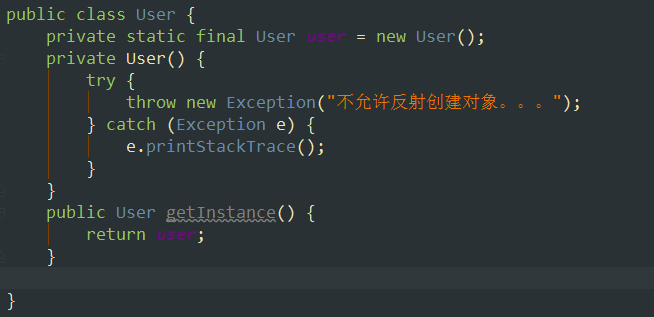 public class User {
    private static final User user = new User();
    private User() {
        try {
            throw new Exception("不允许反射创建对象。。。");
        } catch (Exception e) {
            e.printStackTrace();
        }
    }
    public User getInstance() {
        return user;
    }
}